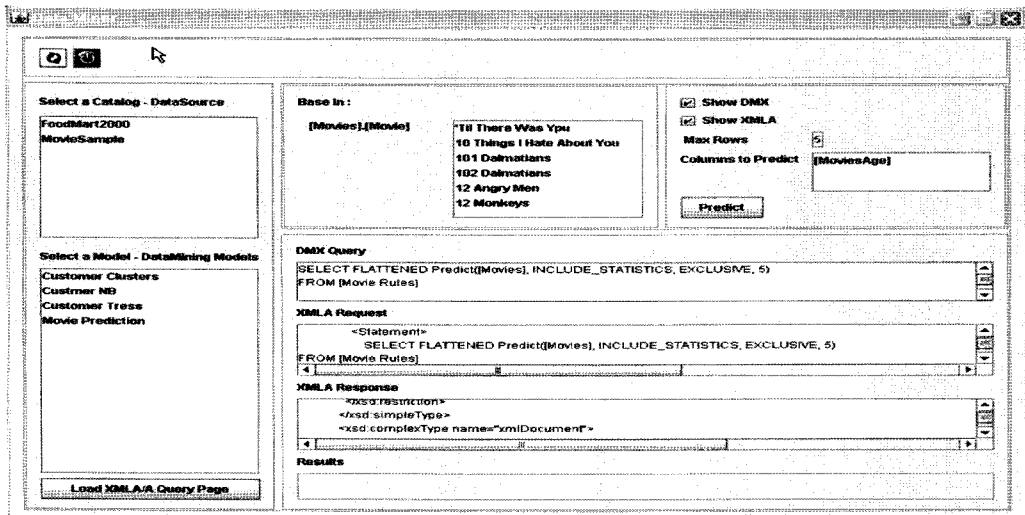 Select a Catalog - DataSource
FoodMart2000
MovieSample
Select a Model - DataMining Models
Customer Clusters
Custmer NB
Customer Tress
Movie Prediction
Load XMLA/A Query Page
Base In :
[Movies].[Movie]
'Til There Was Ypu
10 Things I Hate About You
101 Dalmatians
102 Dalmatians
12 Angry Men
12 Monkeys
Show DMX
Show XMLA
Max Rows 5
Columns to Predict [MoviesAge]
Predict
DMX Query
SELECT FLATTENED Predict([Movies], INCLUDE_STATISTICS, EXCLUSIVE, 5)
FROM [Movie Rules]
XMLA Request
<Statement>
SELECT FLATTENED Predict([Movies], INCLUDE_STATISTICS, EXCLUSIVE, 5)
FROM [Movie Rules]
XMLA Response
</xsd:restriction>
</xsd:simpleType>
<xsd:complexType name="xmlDocument">
Results